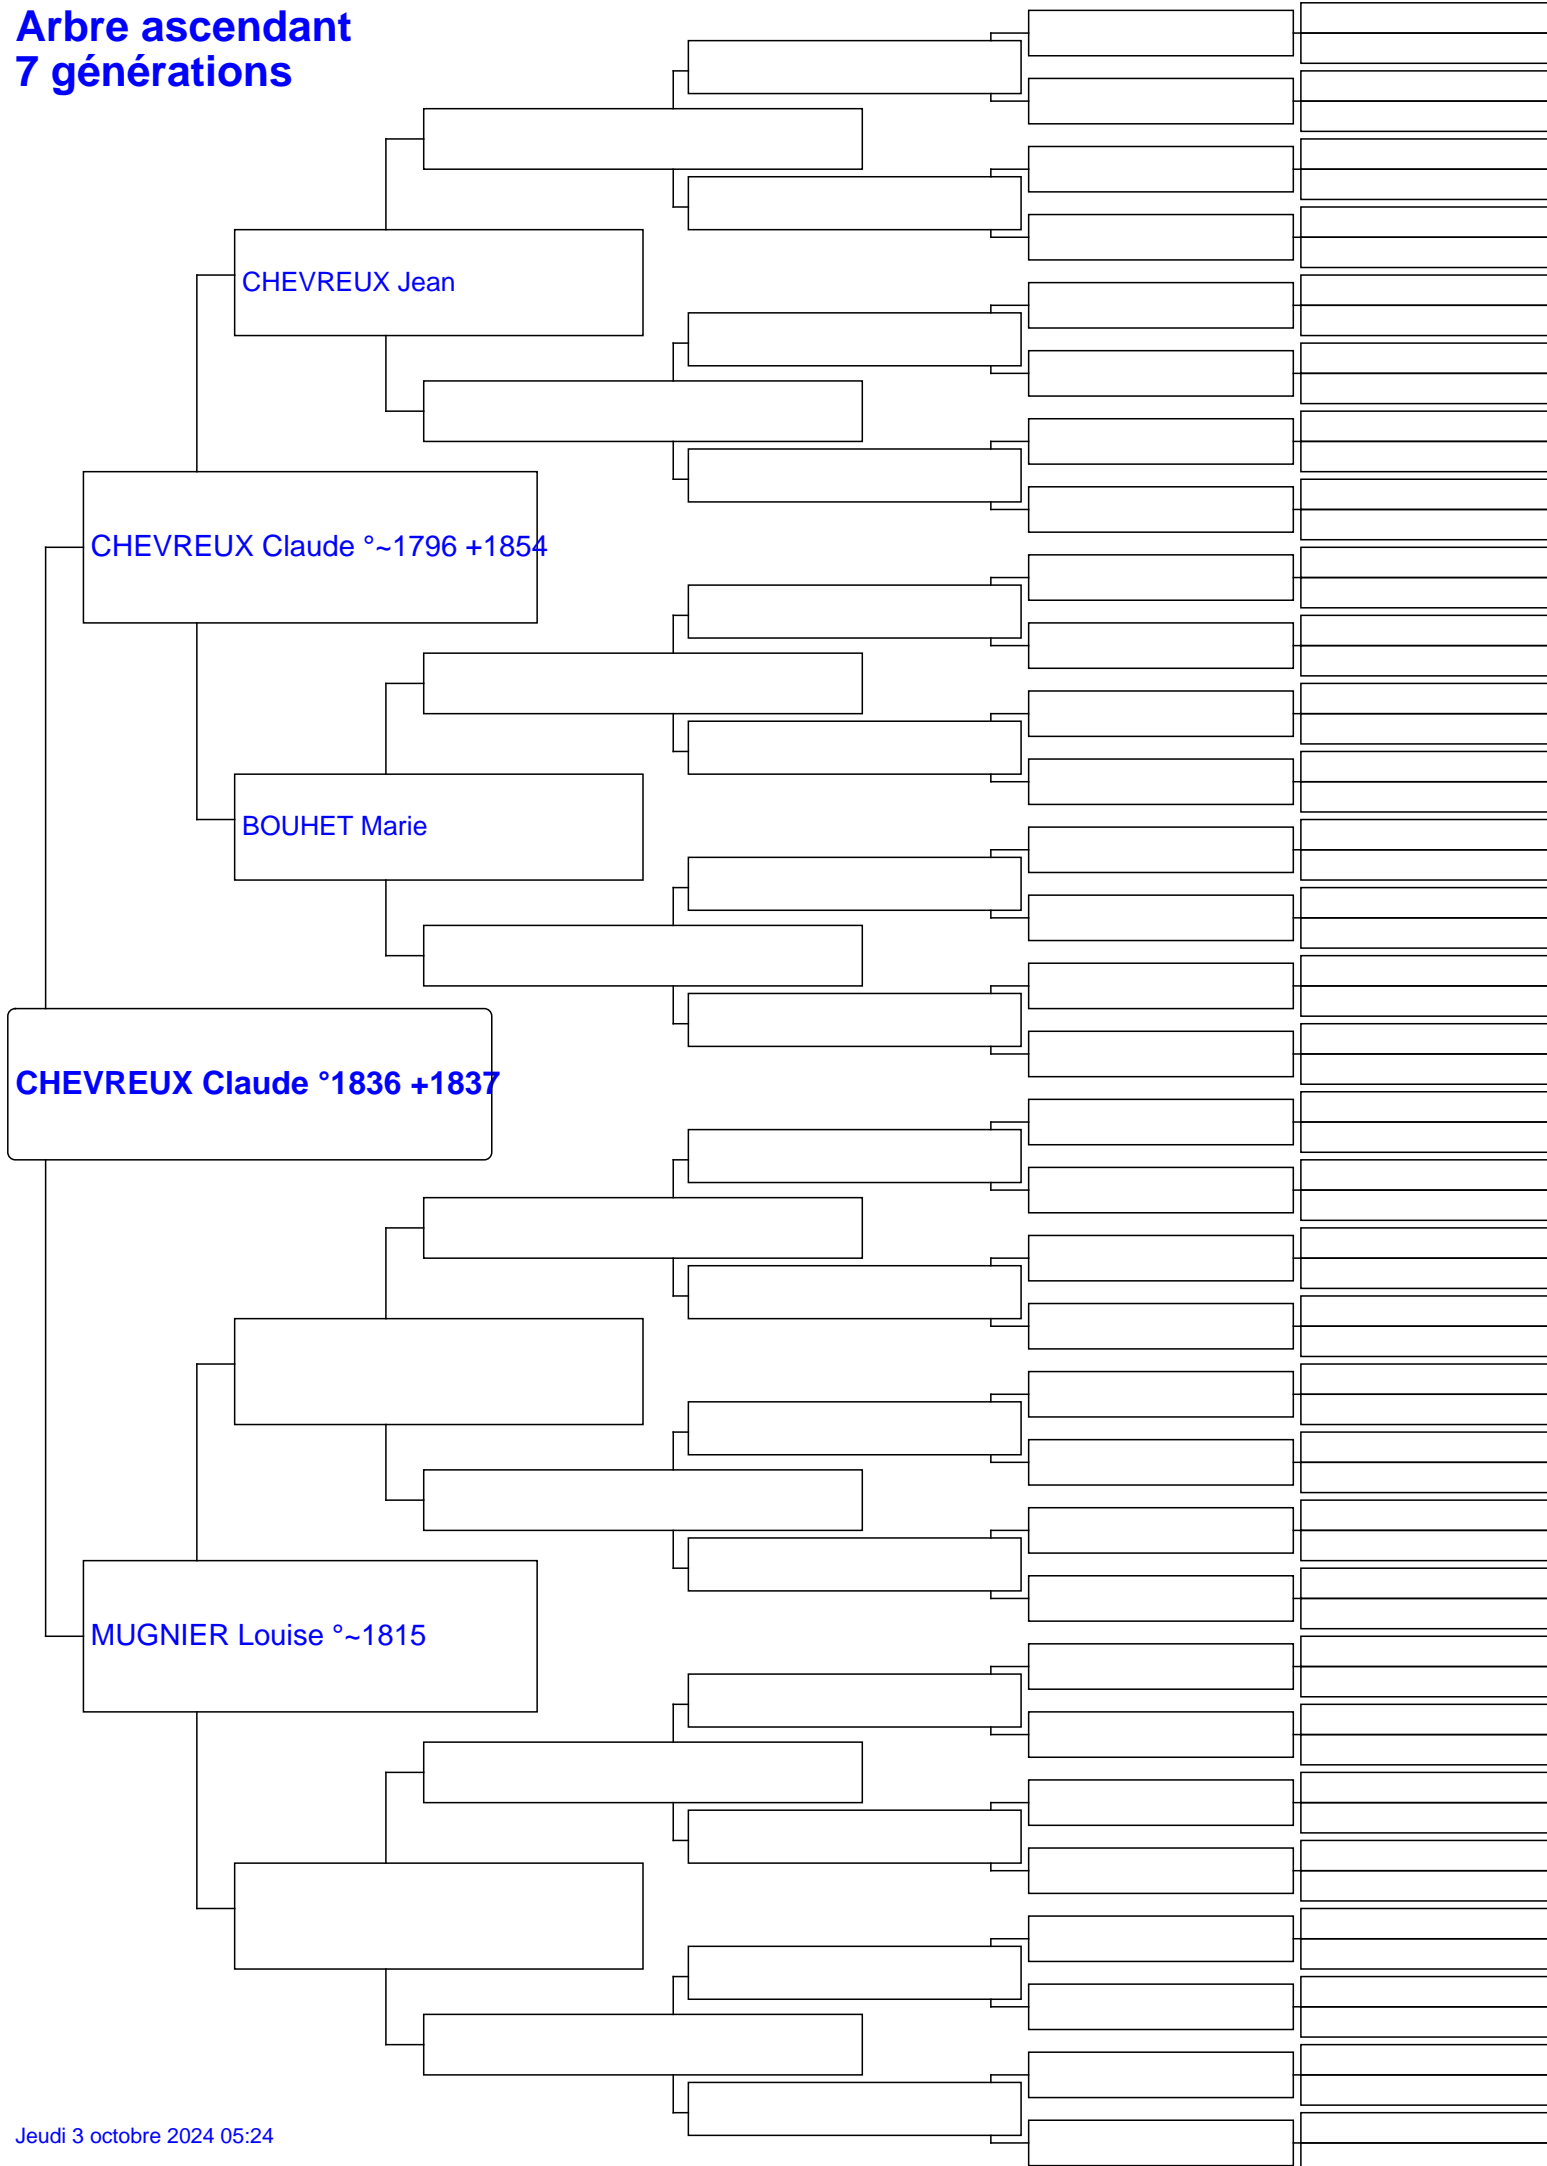 Arbre ascendant
7 générations
CHEVREUX Jean
CHEVREUX Claude °~1796 +1854
BOUHET Marie
CHEVREUX Claude °1836 +1837
MUGNIER Louise °~1815
Jeudi 3 octobre 2024 05:24